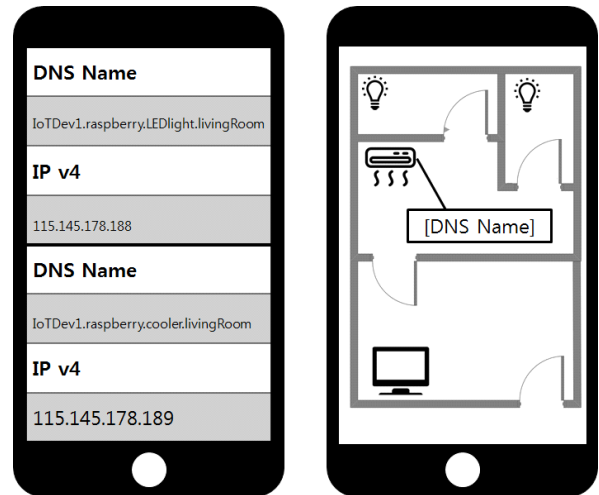 DNS Name
IoTDev1.raspberry.LEDlight.livingRoom
IP v4
115.145.178.188
DNS Name
IoTDev1.raspberry.cooler.livingRoom
IP v4
115.145.178.189
[DNS Name]